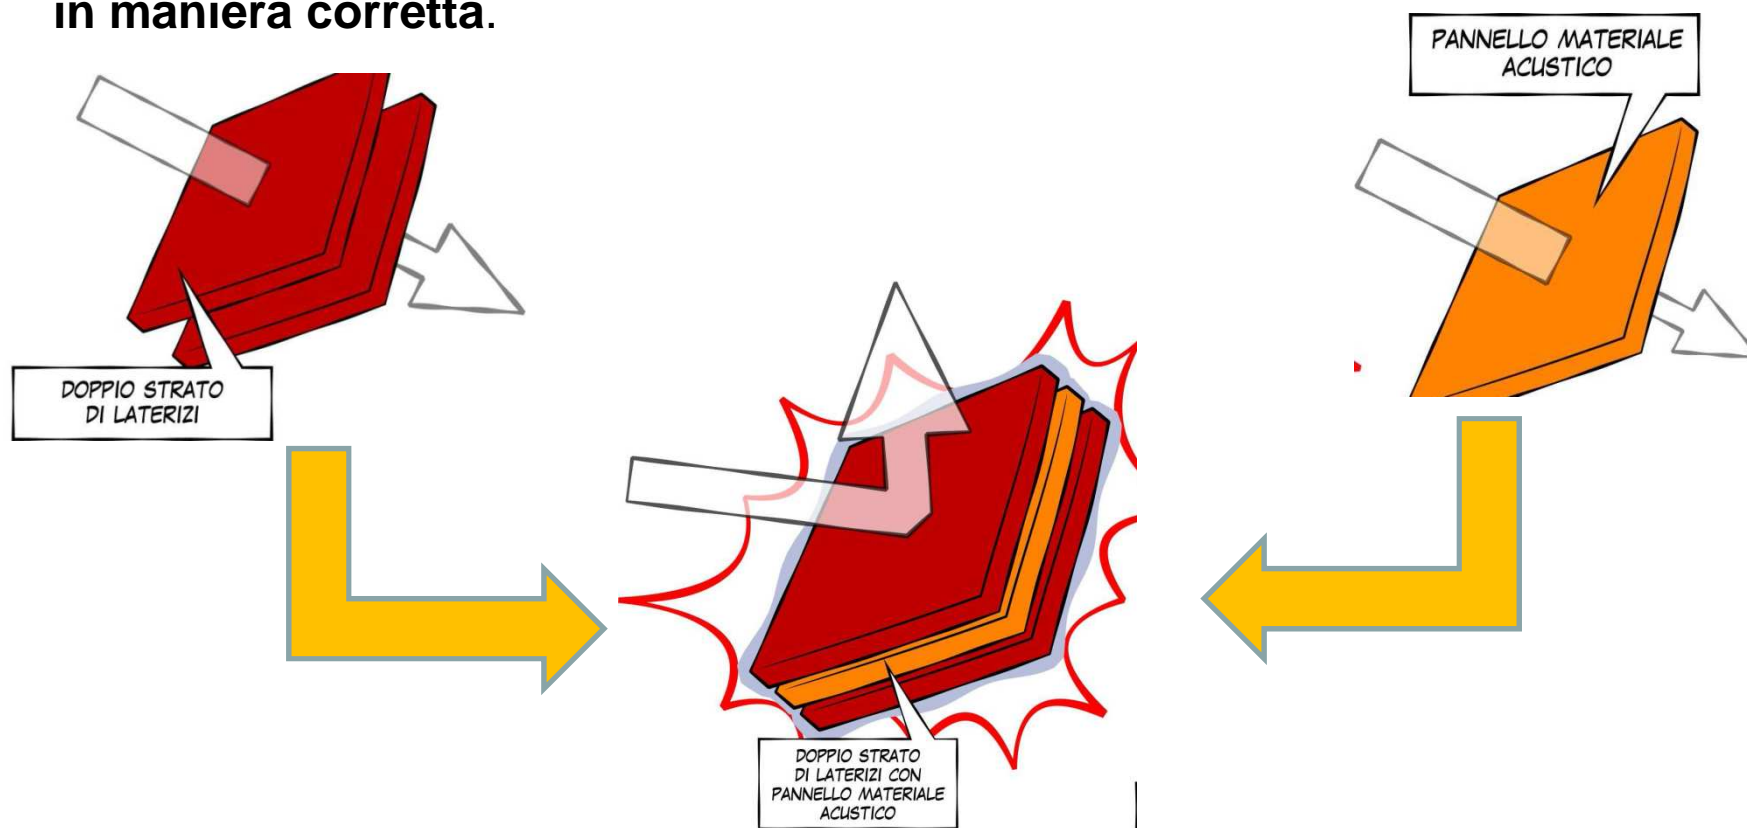 in maniera corretta.
PANNELLO MATERIALE
ACUSTICO
DOPPIO STRATO
DI LATERIZI
DOPPIO STRATO
DI LATERIZI CON
PANNELLO MATERIALE
ACUSTICO